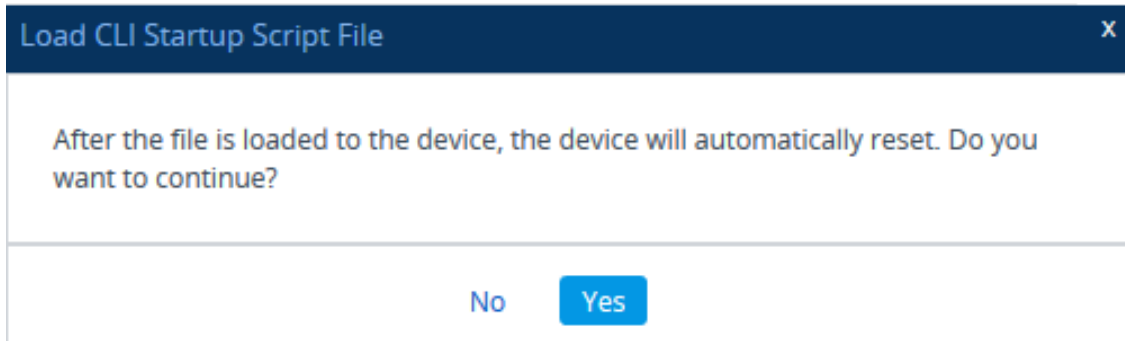 Load CLI Startup Script File x
After the file is loaded to the device, the device will automatically reset. Do you
want to continue?
No Yes